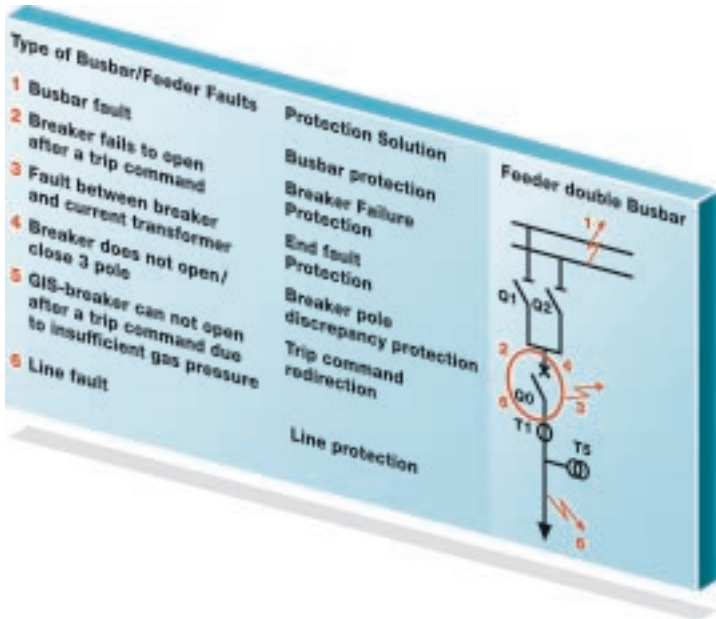 Type of Busbar/Feeder Faults
1 Busbar fault
2 Breaker fails to open
after a trip command
3 Fault between breaker
and current transformer
4 Breaker does not open/
close 3 pole
5 GIS-breaker can not open
after a trip command due
to insufficient gas pressure
6 Line fault
Protection Solution
Busbar protection
Breaker Failure
Protection
End fault
Protection
Breaker pole
discrepancy protection
Trip command
redirection
Line protection
Feeder double Busbar
1
Q1
Q2
2
4
Q0
3
5
T1
T5
6